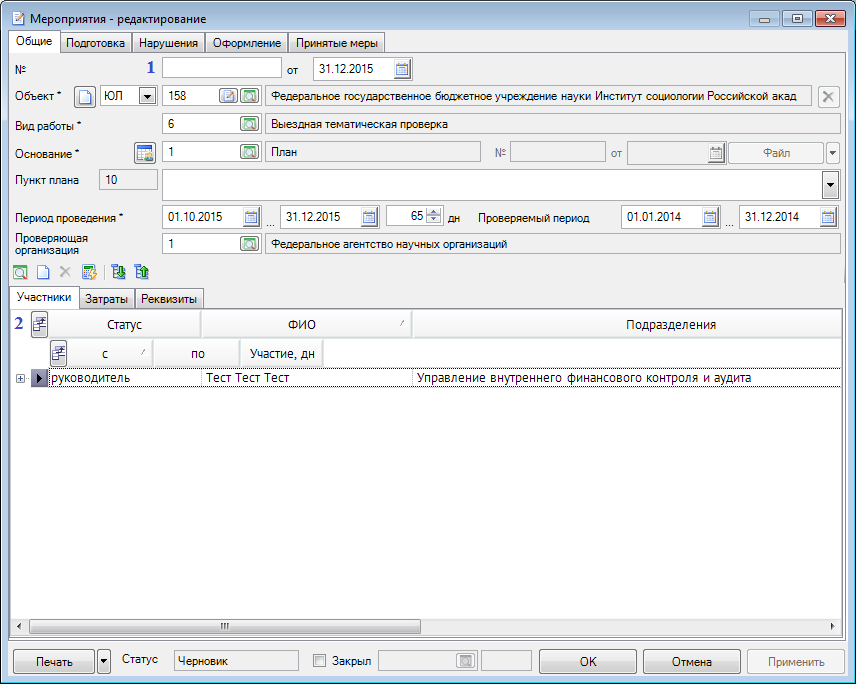 Мероприятия - редактирование
Общие Подготовка Нарушения Оформление Принятые меры
№ 1 от 31.12.2015
Объект * ЮЛ 158 Федеральное государственное бюджетное учреждение науки Институт социологии Российской акад
Вид работы * 6 Выездная тематическая проверка
Основание * 1 План № от Файл
Пункт плана 10
Период проведения * 01.10.2015 ... 31.12.2015 65 дн Проверяемый период 01.01.2014 ... 31.12.2014
Проверяющая
организация 1 Федеральное агентство научных организаций
Участники Затраты Реквизиты
2 Статус ФИО Подразделения
с по Участие, дн
руководитель Тест Тест Тест Управление внутреннего финансового контроля и аудита
Печать Статус Черновик Закрыл OK Отмена Применить